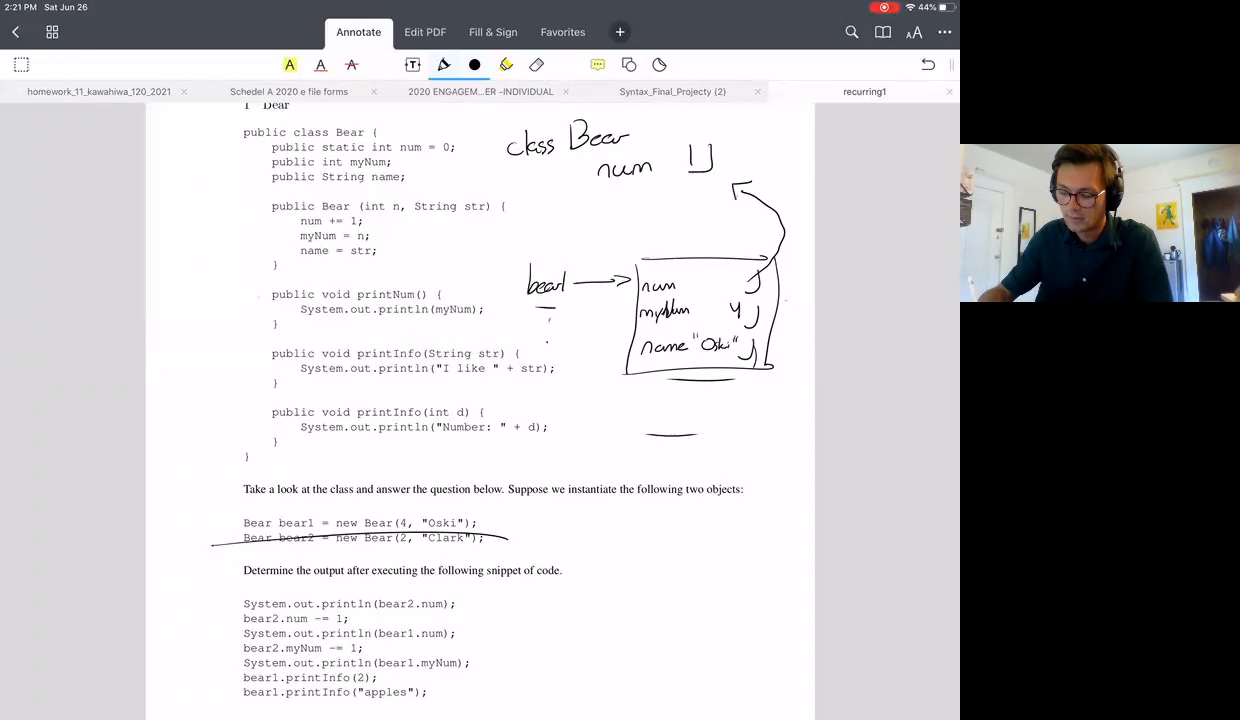 2:21 PM Sat Jun 26 44%
Annotate Edit PDF Fill & Sign Favorites
AA
A A A T
homework_11_kawahiwa_120_2021 Schedel A 2020 e file forms 2020 ENGAGEM...ER -INDIVIDUAL Syntax_Final_Projecty (2) recurring1
1 Bear
public class Bear {
public static int num = 0;
public int myNum;
public String name;
public Bear (int n, String str) {
num += 1;
myNum = n;
name = str;
}
public void printNum() {
System.out.println(myNum);
}
public void printInfo(String str) {
System.out.println("I like " + str);
}
public void printInfo(int d) {
System.out.println("Number: " + d);
}
}
class Bear
num 1
bear1
num
myNum 4
name "Oski"
Take a look at the class and answer the question below. Suppose we instantiate the following two objects:
Bear bear1 = new Bear(4, "Oski");
Bear bear2 = new Bear(2, "Clark");
Determine the output after executing the following snippet of code.
System.out.println(bear2.num);
bear2.num -= 1;
System.out.println(bear1.num);
bear2.myNum -= 1;
System.out.println(bear1.myNum);
bear1.printInfo(2);
bear1.printInfo("apples");